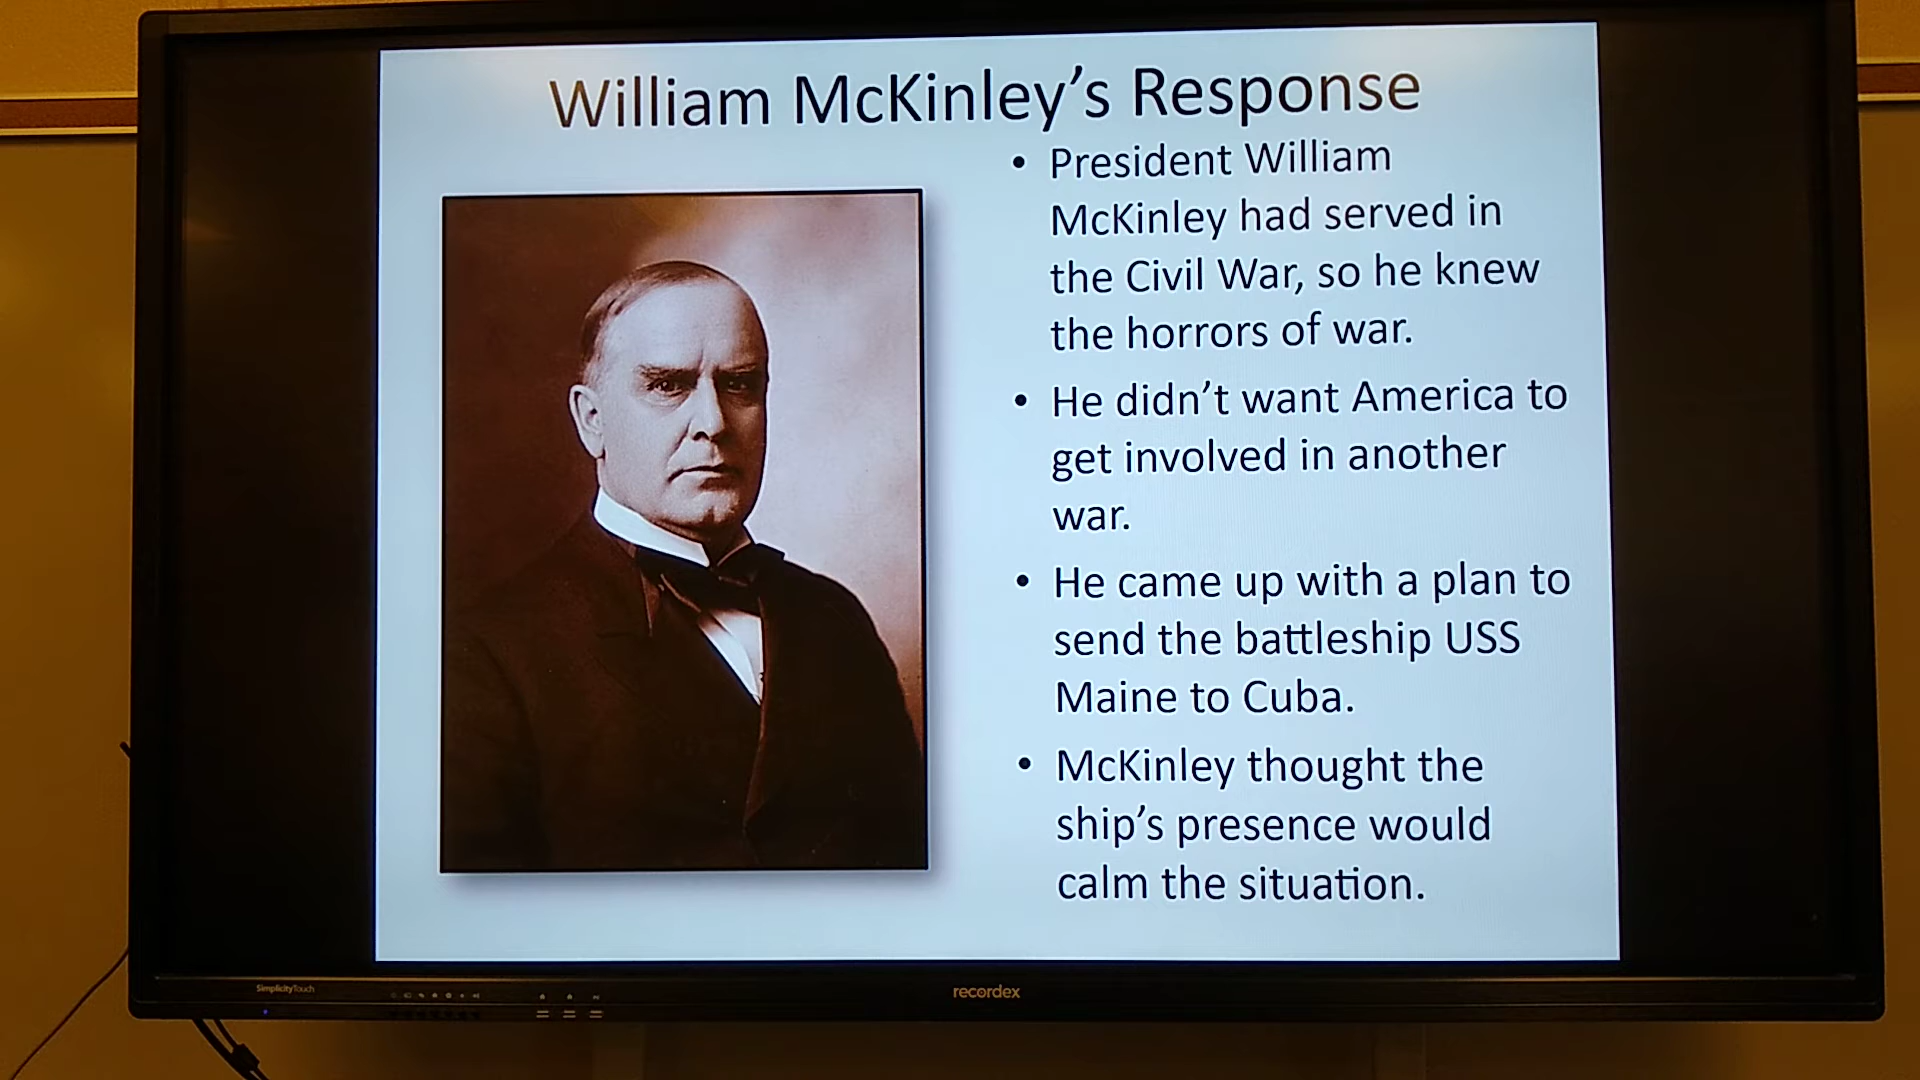 William McKinley’s Response
• President William
McKinley had served in
the Civil War, so he knew
the horrors of war.
• He didn’t want America to
get involved in another
war.
• He came up with a plan to
send the battleship USS
Maine to Cuba.
• McKinley thought the
ship’s presence would
calm the situation.
SimplicityTouch
recordex